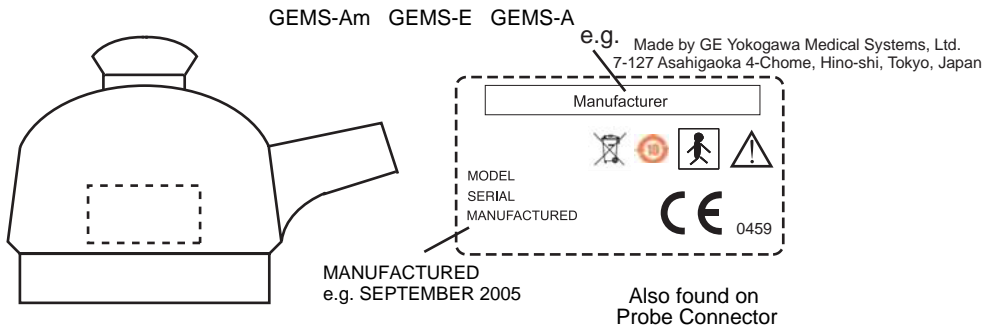 GEMS-Am GEMS-E GEMS-A
e.g. Made by GE Yokogawa Medical Systems, Ltd.
7-127 Asahigaoka 4-Chome, Hino-shi, Tokyo, Japan
Manufacturer
10
MODEL
SERIAL
MANUFACTURED
CE 0459
MANUFACTURED
e.g. SEPTEMBER 2005
Also found on
Probe Connector